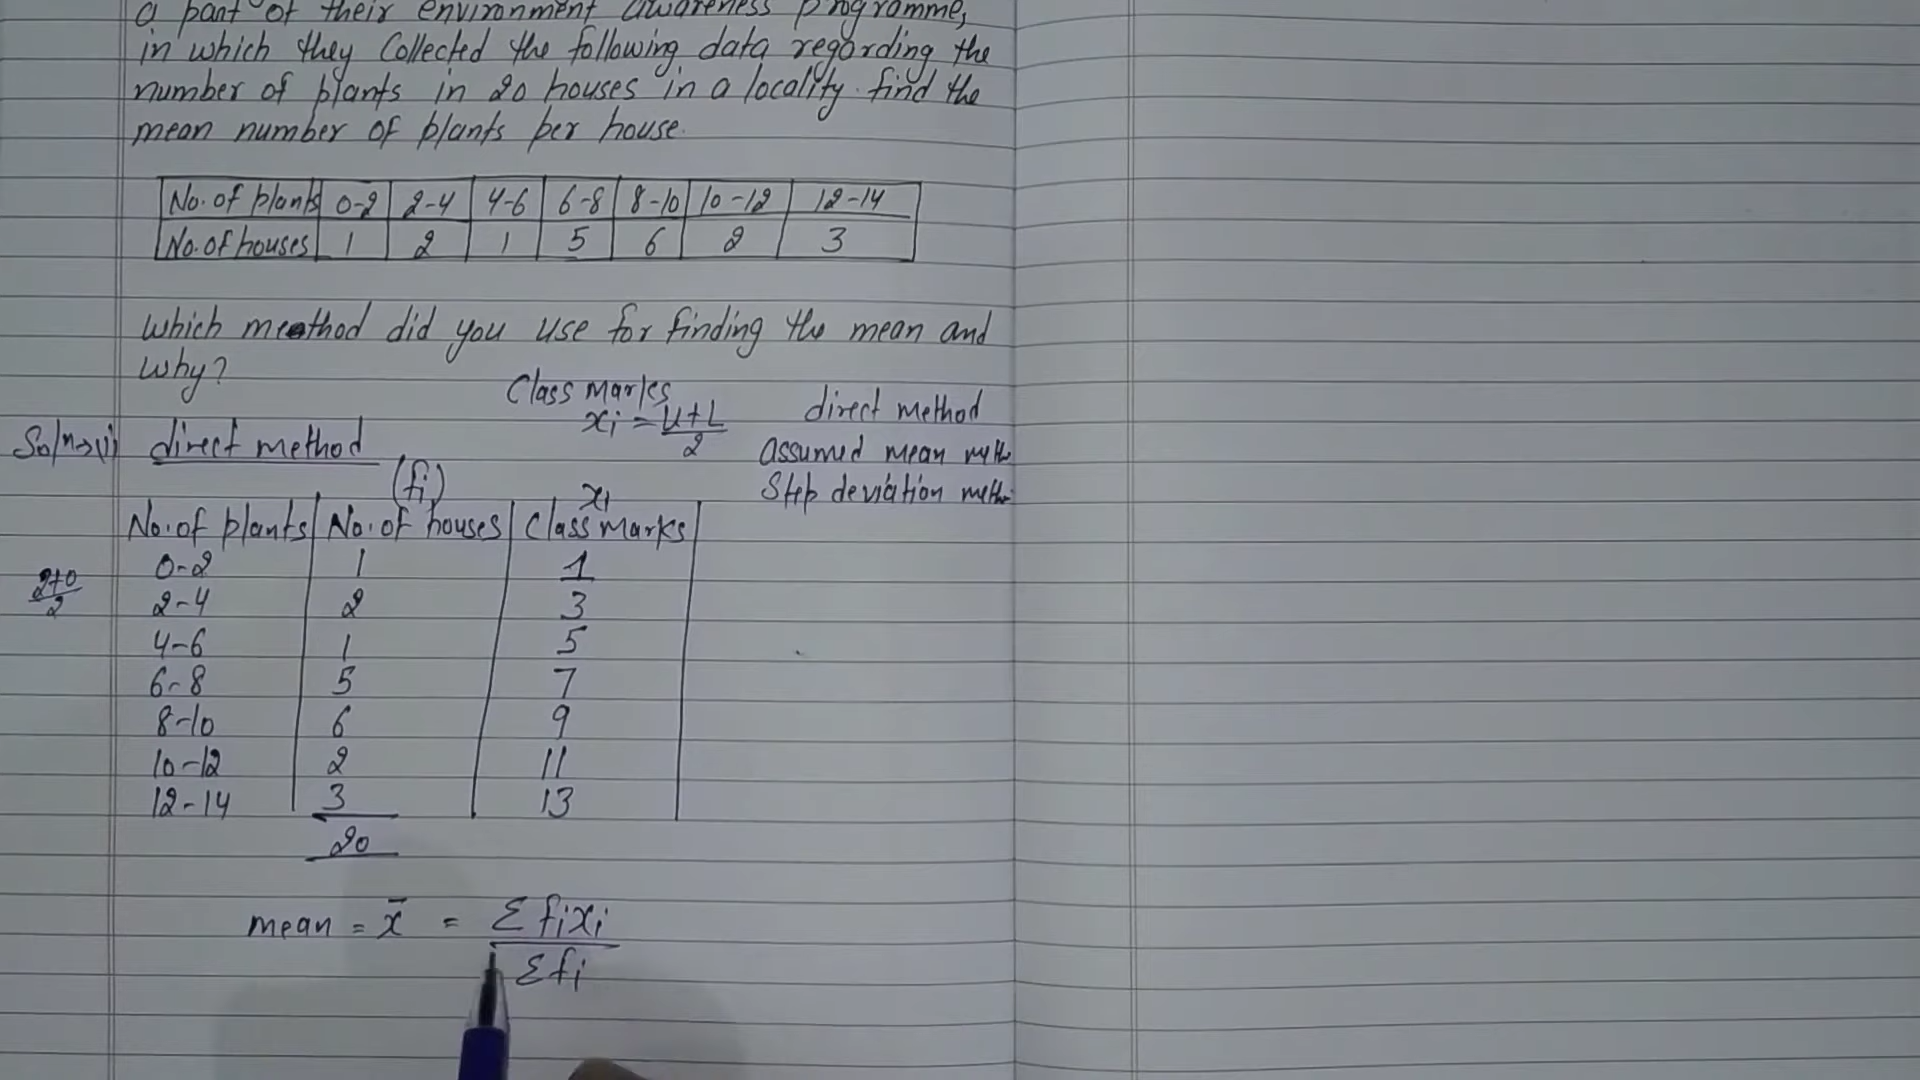 a part of their environment awareness programme,
in which they Collected the following data regarding the
number of plants in 20 houses in a locality. find the
mean number of plants per house.
No. of plants 0-2 2-4 4-6 6-8 8-10 10-12 12-14
No. of houses 1 2 1 5 6 2 3
Which method did you use for finding the mean and
why?
Class marks
xi = U+L
2
direct method
Assumed mean meth
Step deviation meth
Soln→(i) direct method
(fi) xi
No. of plants No. of houses Class marks
0-2 1 1
2+0
2
2-4 2 3
4-6 1 5
6-8 5 7
8-10 6 9
10-12 2 11
12-14 3 13
20
mean = x̄ = Σ fixi
Σfi